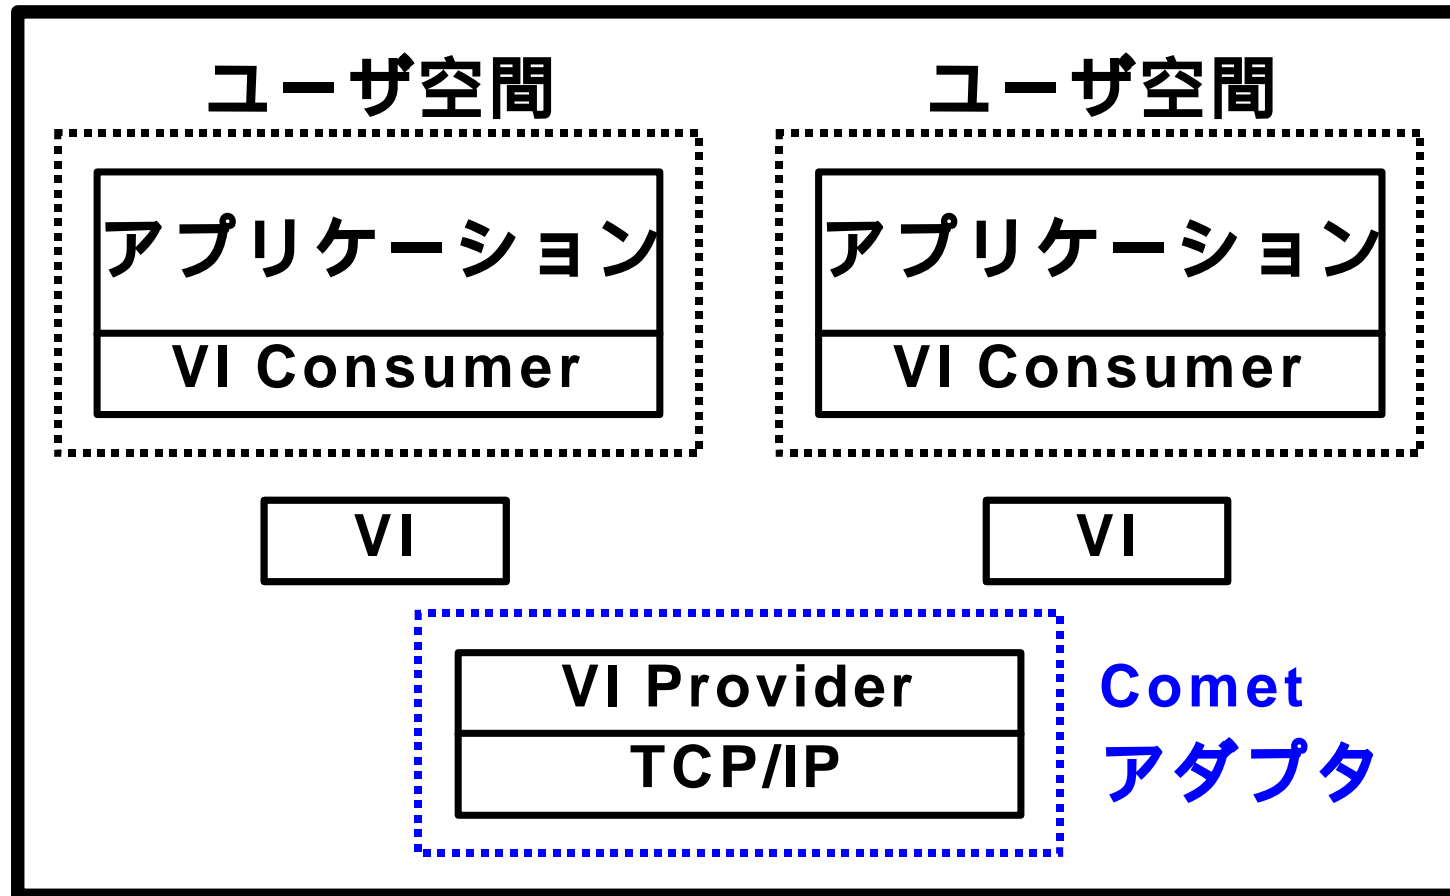 ユーザ空間
ユーザ空間
アプリケーション
VI Consumer
アプリケーション
VI Consumer
VI
VI
VI Provider
TCP/IP
Comet
アダプタ